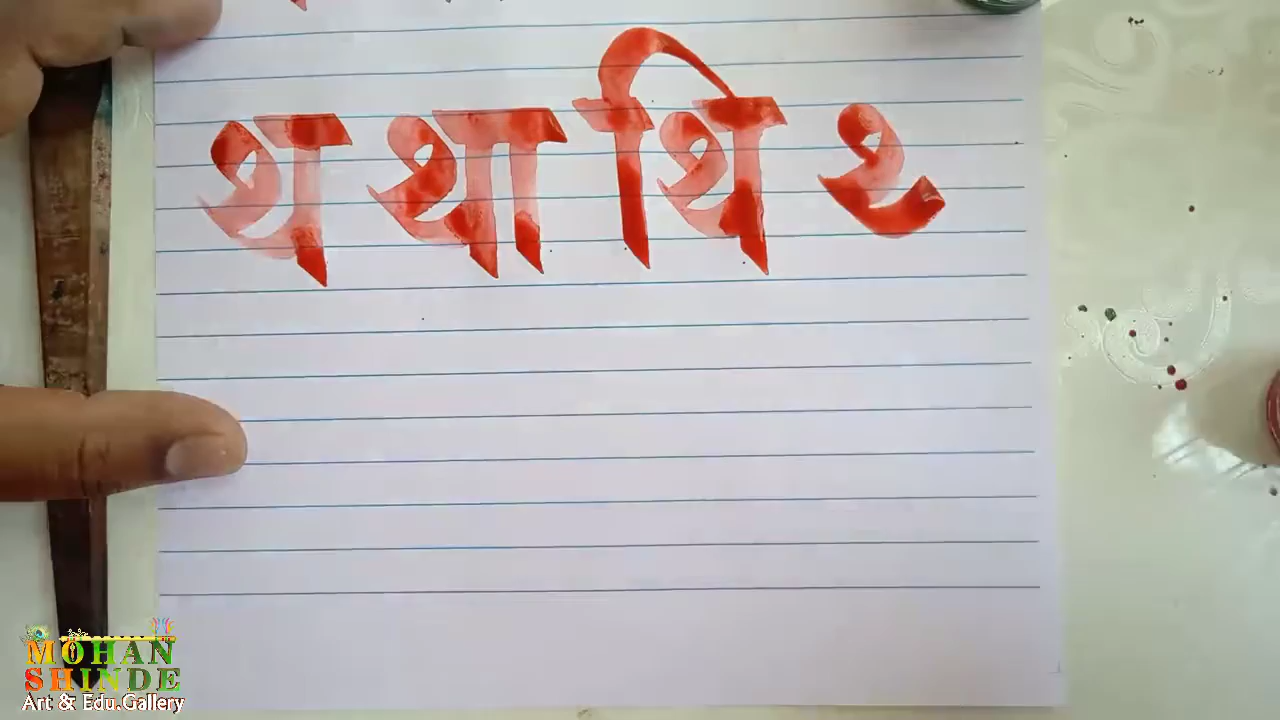 थ था थि
MOHAN
SHINDE
Art & Edu.Gallery